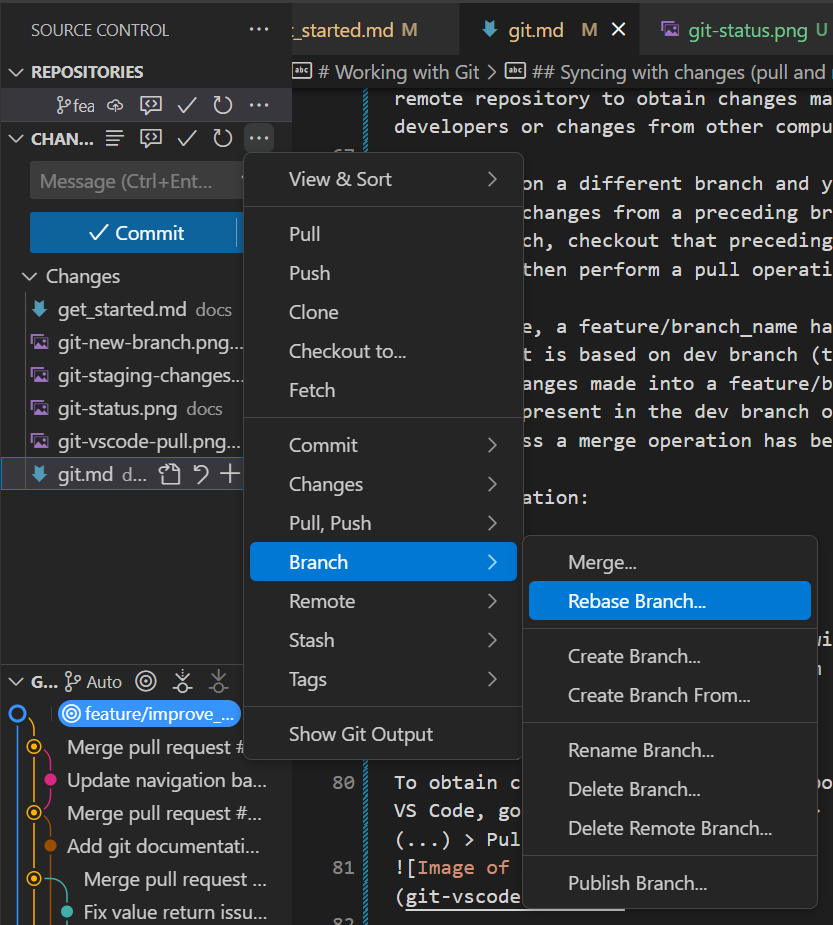 SOURCE CONTROL
_started.md M
git.md M
git-status.png U
REPOSITORIES
# Working with Git > ## Syncing with changes (pull and
fea
remote repository to obtain changes ma
CHAN...
developers or changes from other compu
67
Message (Ctrl+Ent...
View & Sort
on a different branch and y
changes from a preceding br
Commit
Pull
ch, checkout that preceding
Push
then perform a pull operati
Changes
get_started.md docs
Clone
e, a feature/branch_name ha
git-new-branch.png...
Checkout to...
t is based on dev branch (t
git-staging-changes...
Fetch
anges made into a feature/b
git-status.png docs
present in the dev branch o
git-vscode-pull.png...
Commit
ss a merge operation has be
git.md d...
Changes
ation:
Pull, Push
Branch
Merge...
Remote
Rebase Branch...
Stash
Create Branch...
Tags
Create Branch From...
G... Auto
feature/improve_...
Show Git Output
Rename Branch...
Merge pull request #
Update navigation ba...
80 To obtain c
Delete Branch...
Merge pull request #...
VS Code, go
Delete Remote Branch...
Add git documentati...
(...) > Pul
Merge pull request ...
81 ![Image of
Publish Branch...
Fix value return issu...
(git-vscode
82